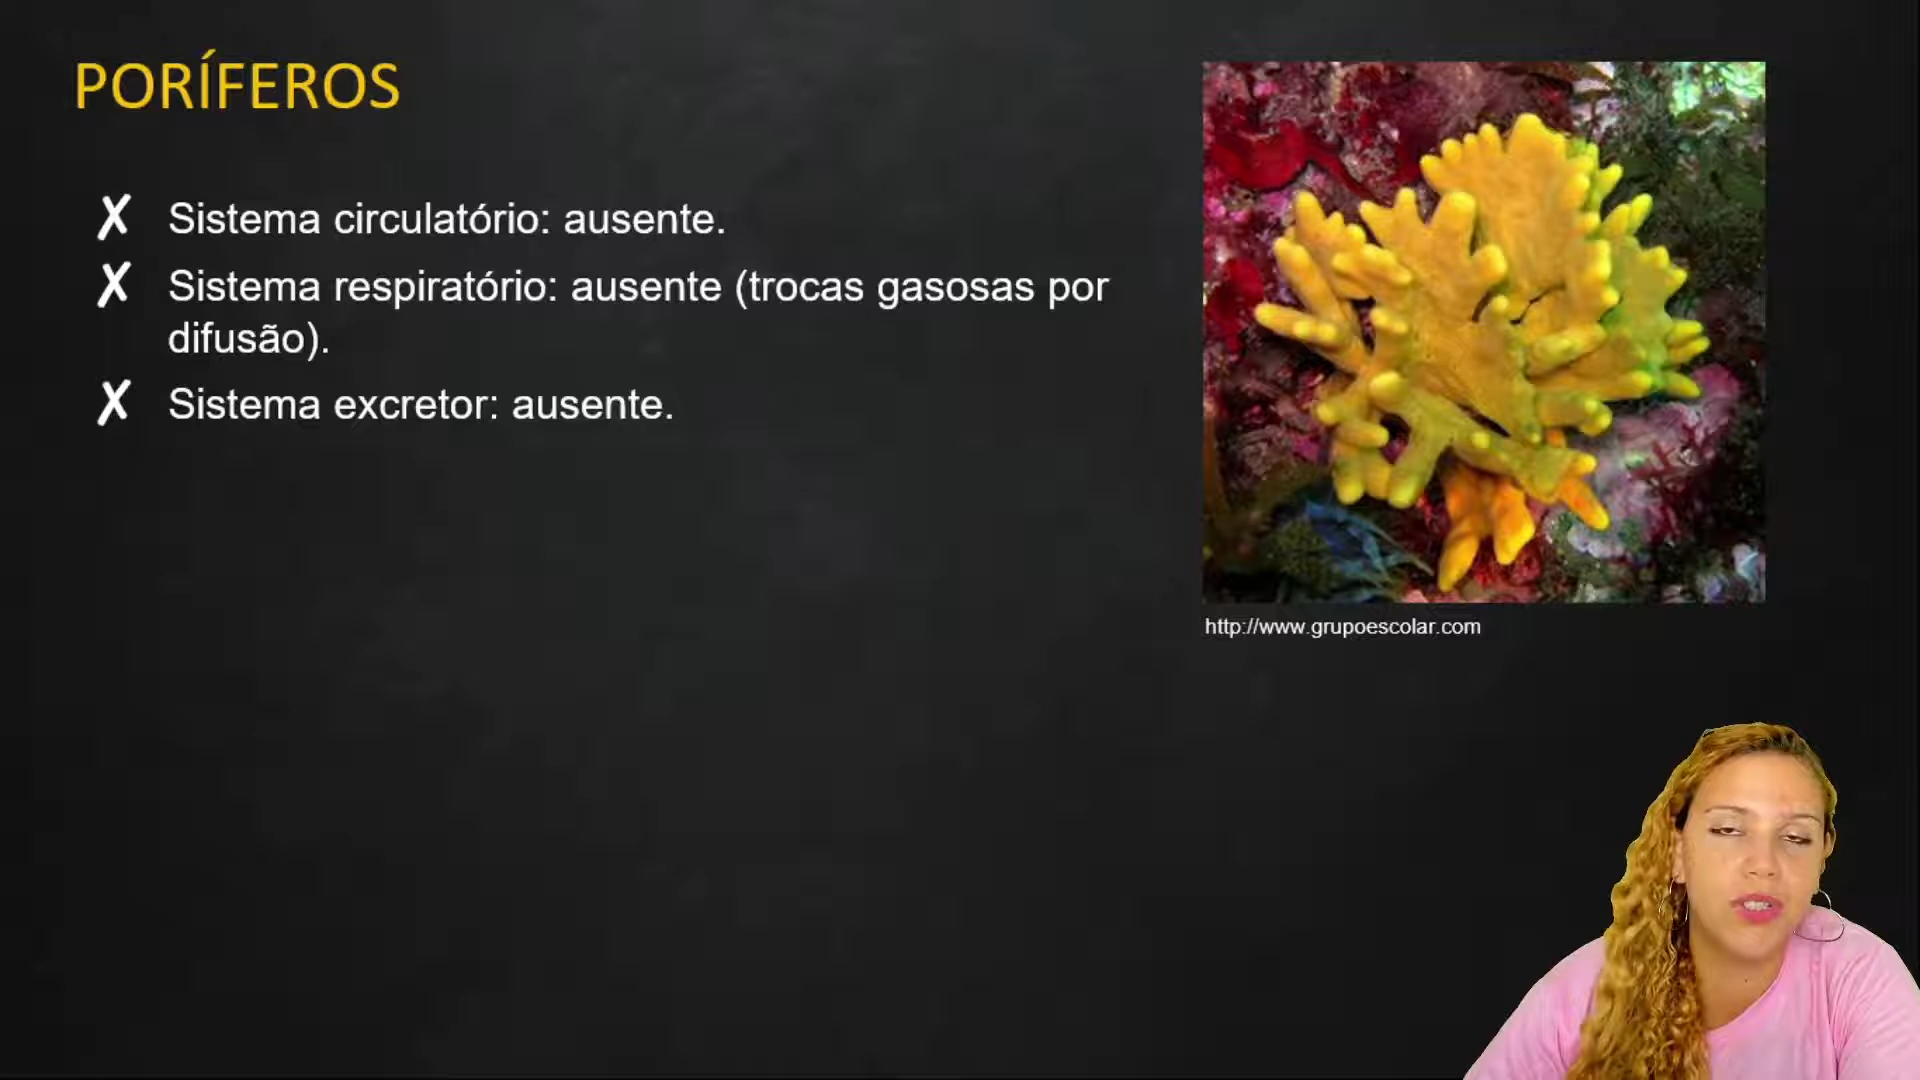 PORÍFEROS
✗ Sistema circulatório: ausente.
✗ Sistema respiratório: ausente (trocas gasosas por
difusão).
✗ Sistema excretor: ausente.
http://www.grupoescolar.com